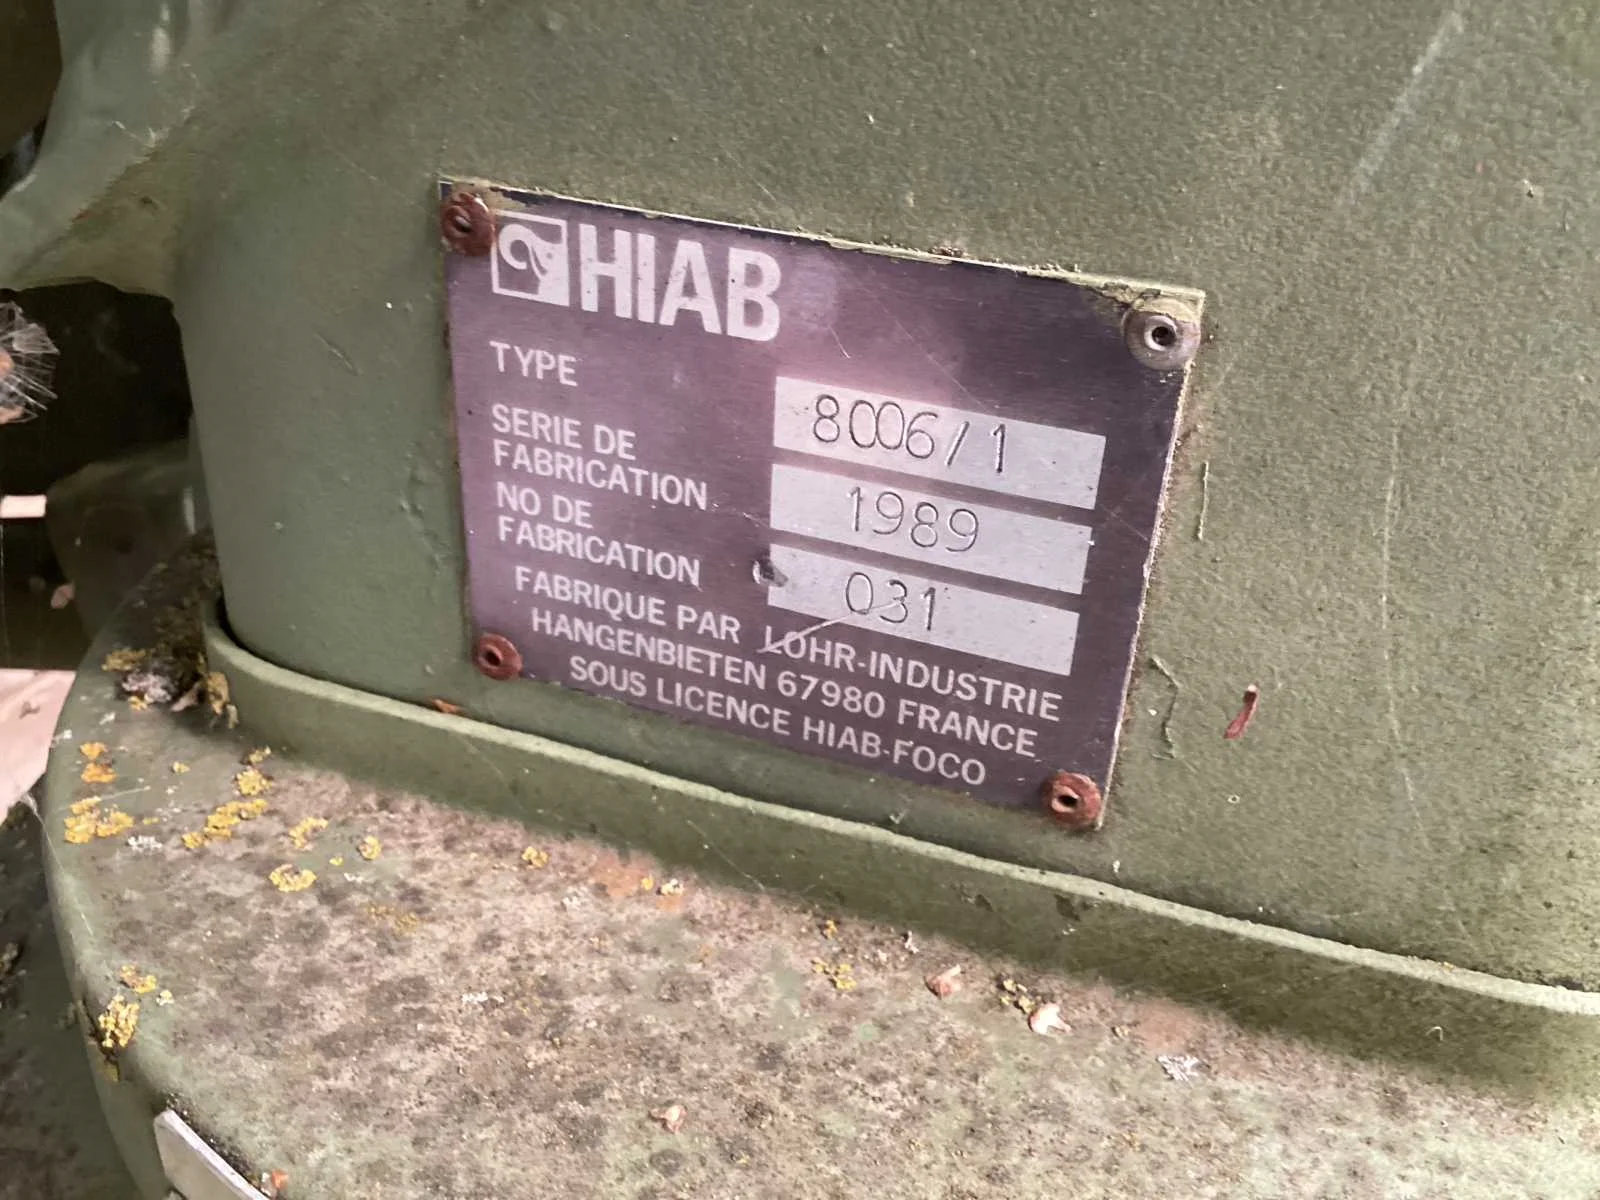 HIAB
TYPE 8006/1
SERIE DE
FABRICATION 1989
NO DE
FABRICATION 031
FABRIQUE PAR LOHR-INDUSTRIE
HANGENBIETEN 67980 FRANCE
SOUS LICENCE HIAB-FOCO